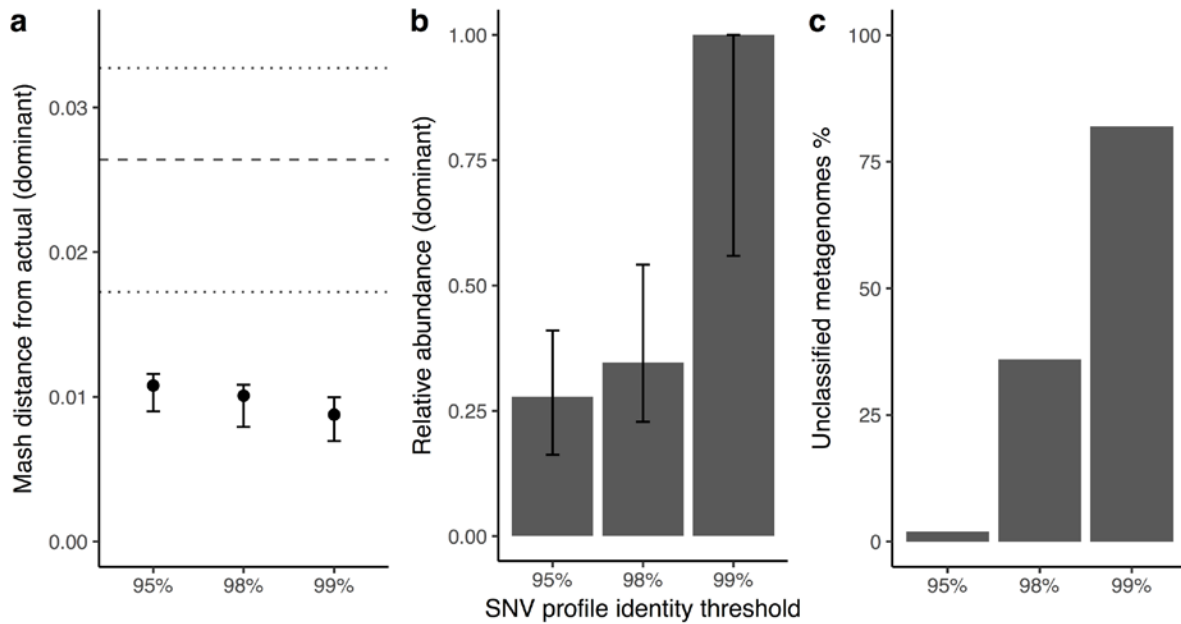 a
Mash distance from actual (dominant)
0.03
0.02
0.01
0.00
95% 98% 99%
b
Relative abundance (dominant)
1.00
0.75
0.50
0.25
0.00
95% 98% 99%
SNV profile identity threshold
c
Unclassified metagenomes %
100
75
50
25
0
95% 98% 99%